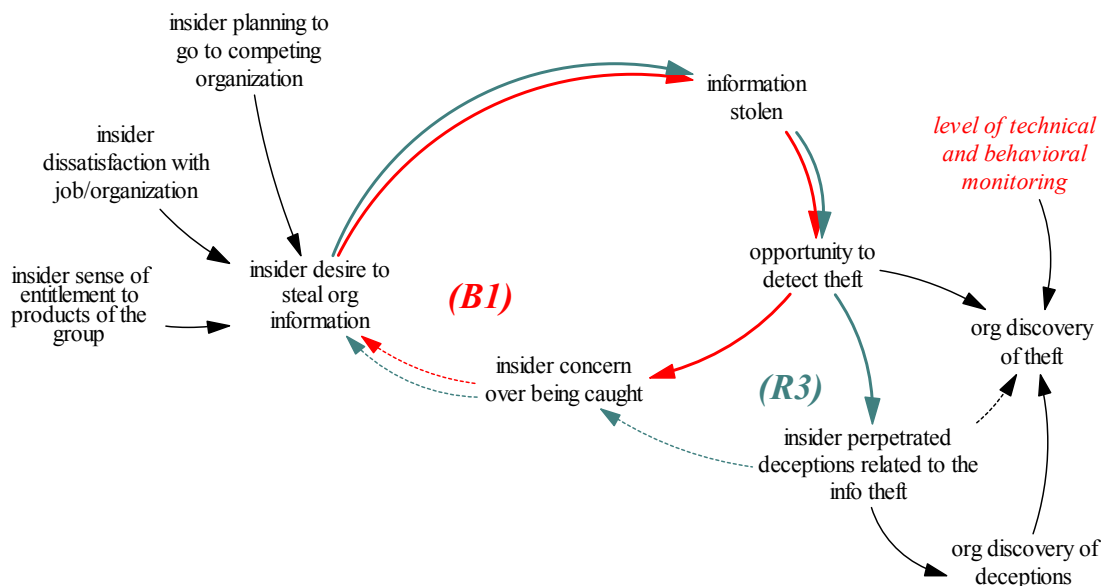 insider planning to
go to competing
organization
information
stolen
level of technical
and behavioral
monitoring
insider
dissatisfaction with
job/organization
opportunity to
detect theft
insider sense of
entitlement to
products of the
group
insider desire to
steal org
information
(B1)
org discovery
of theft
insider concern
over being caught
(R3)
insider perpetrated
deceptions related to the
info theft
org discovery of
deceptions